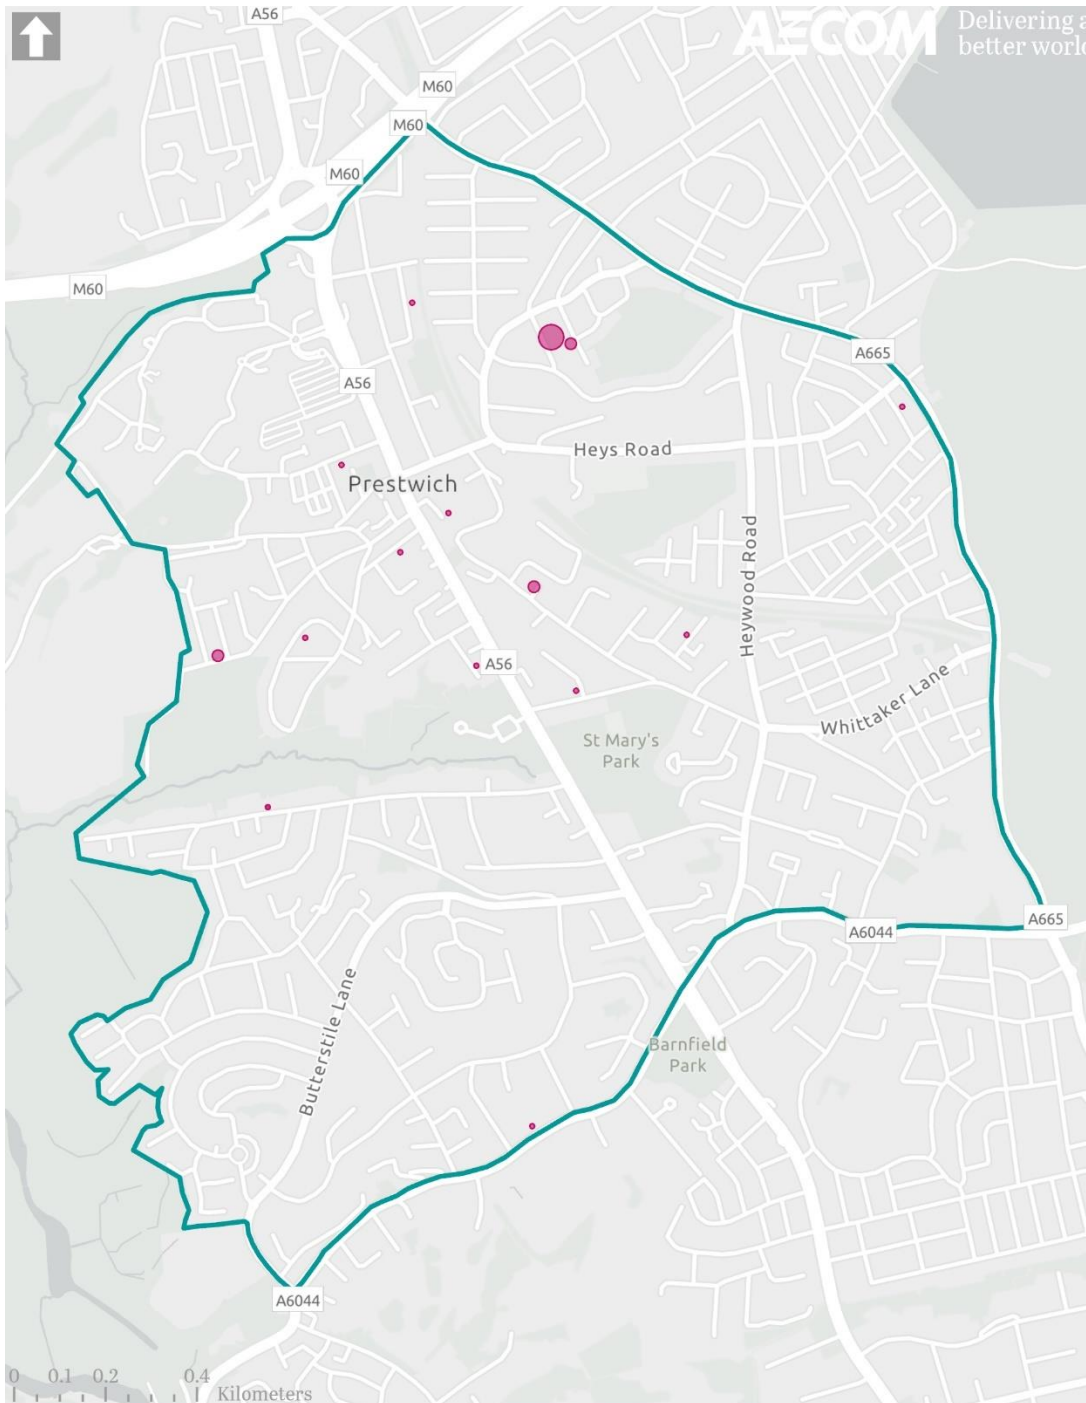 A56
AECOM
Delivering a
better worl
M60
M60
M60
M60
A665
A56
Heys Road
Prestwich
Heywood Road
A56
Whittaker Lane
St Mary's
Park
A665
A6044
Butterstile Lane
Barnfield
Park
A6044
0 0.1 0.2 0.4
Kilometers